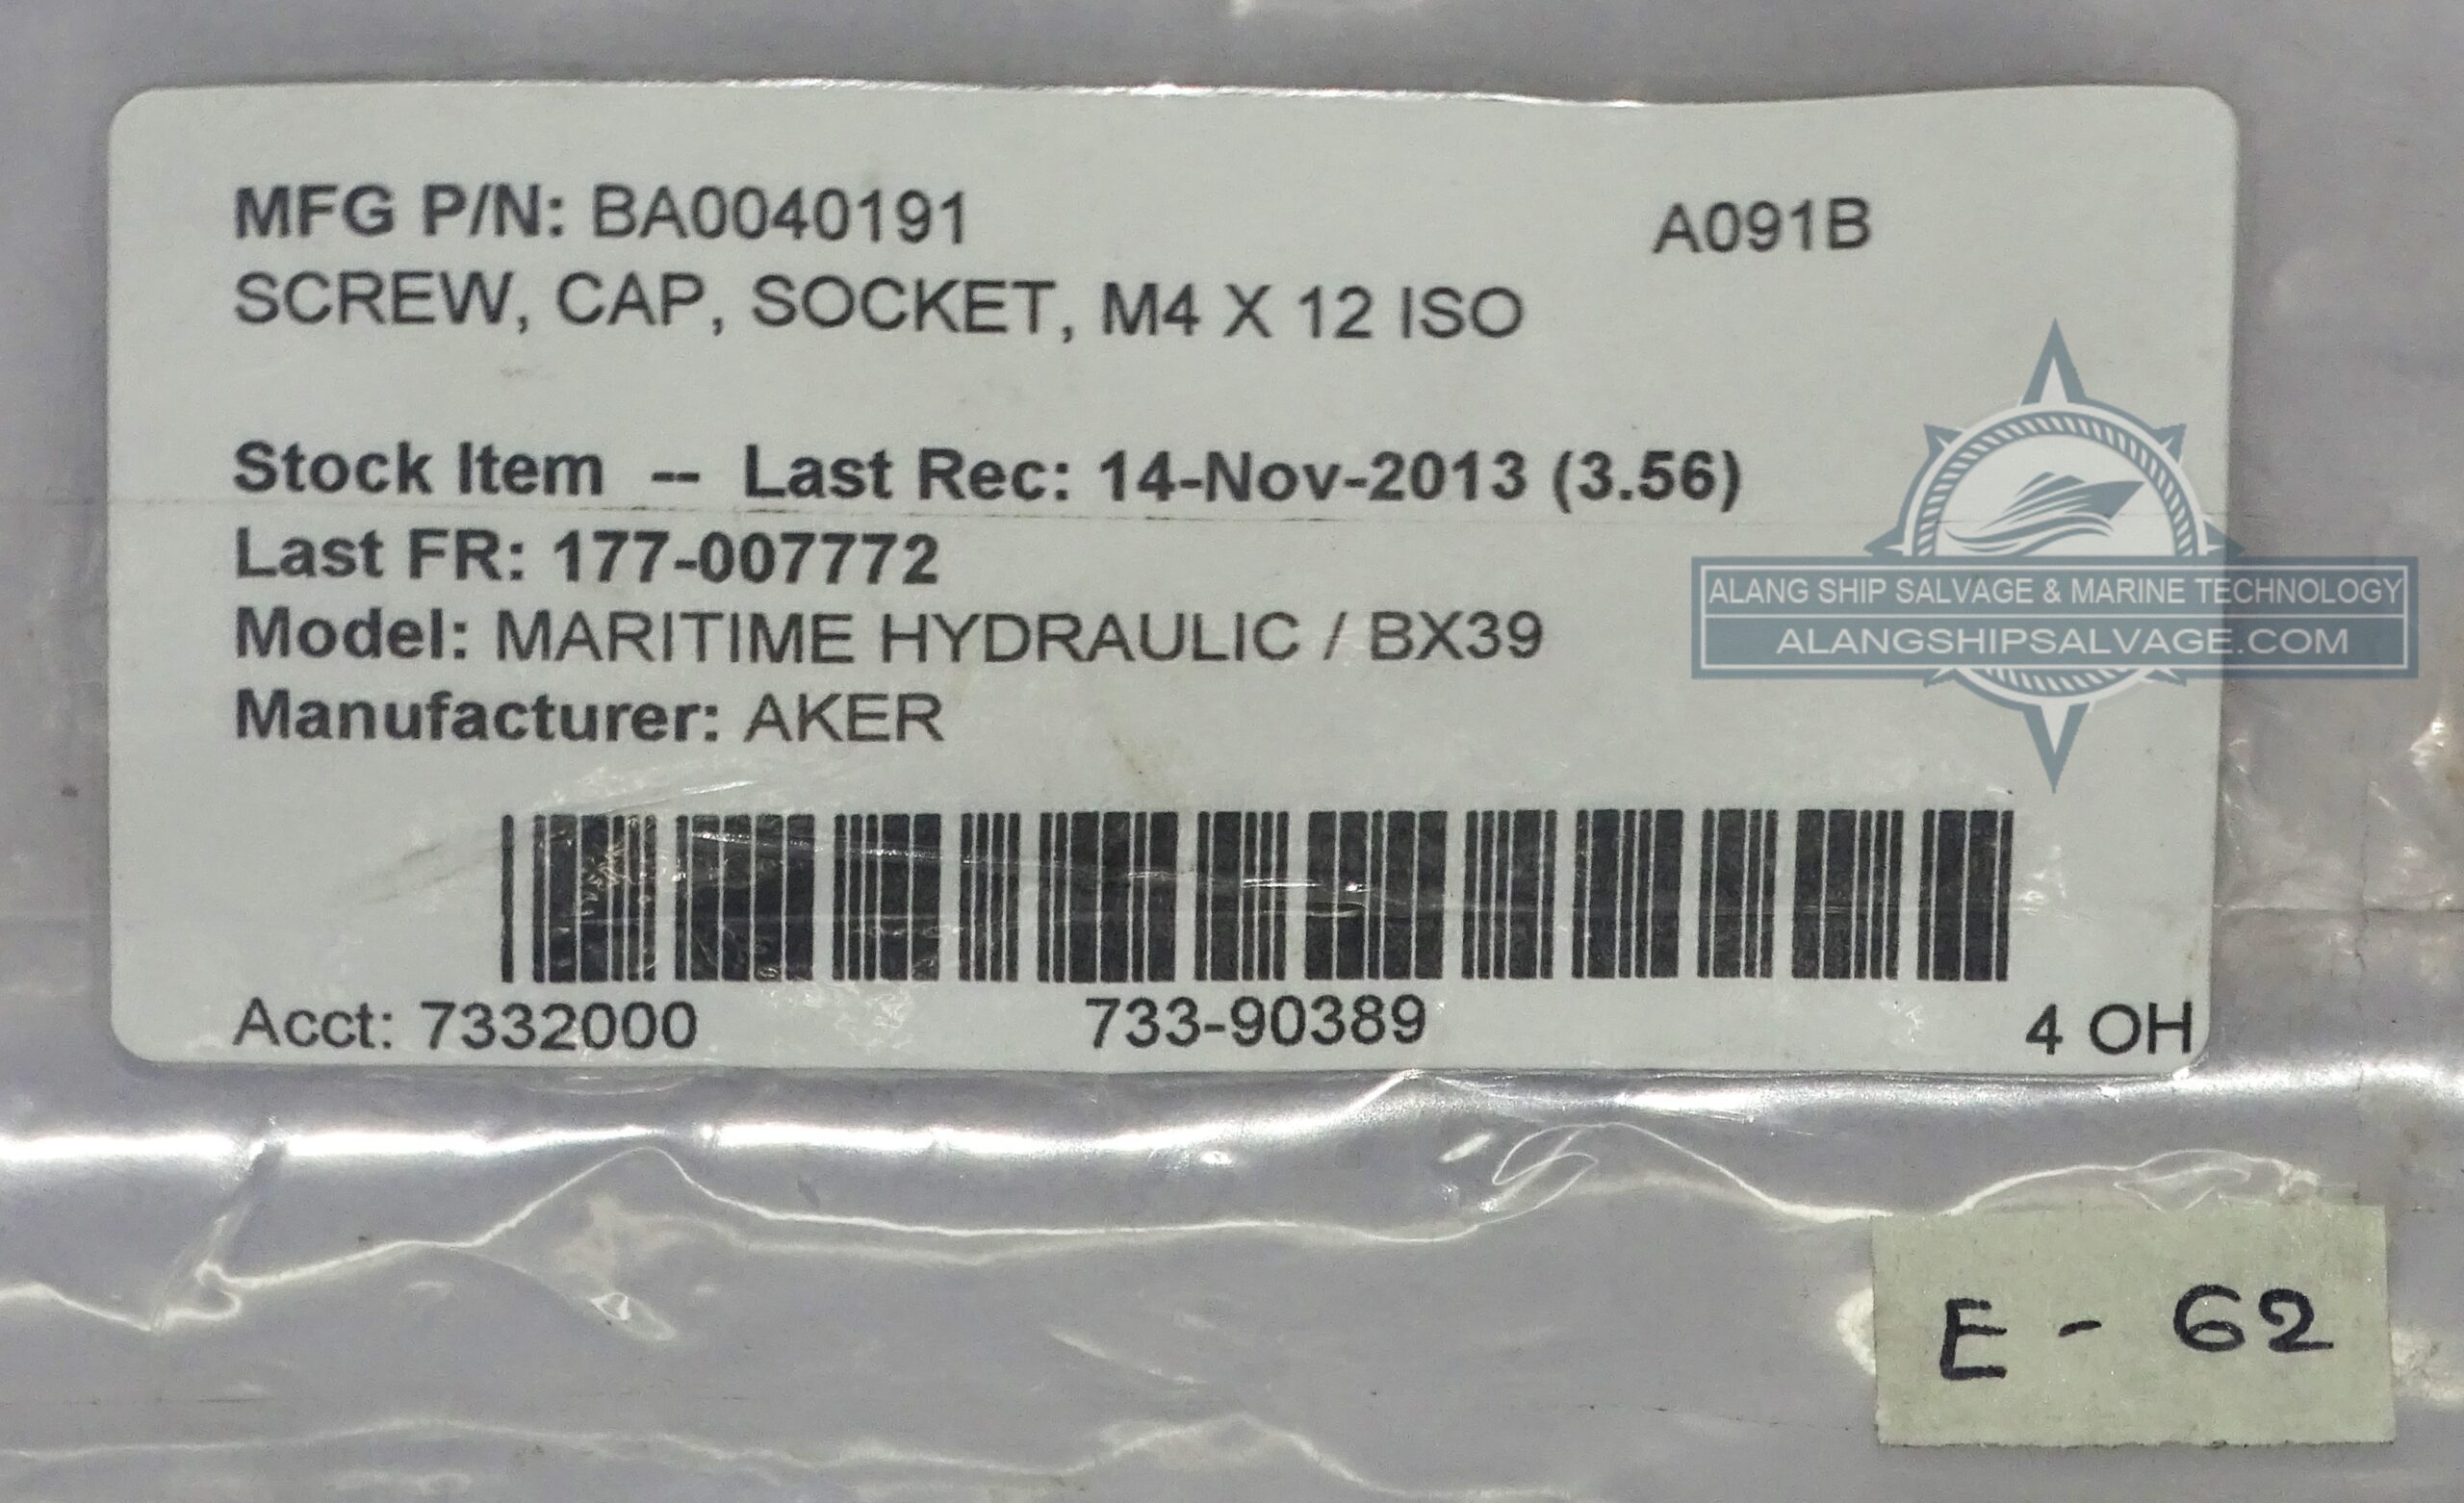 MFG P/N: BA0040191 A091B
SCREW, CAP, SOCKET, M4 X 12 ISO
Stock Item -- Last Rec: 14-Nov-2013 (3.56)
Last FR: 177-007772
Model: MARITIME HYDRAULIC / BX39
Manufacturer: AKER
ALANG SHIP SALVAGE & MARINE TECHNOLOGY
ALANGSHIPSALVAGE.COM
Acct: 7332000 733-90389 4 OH
E - 62